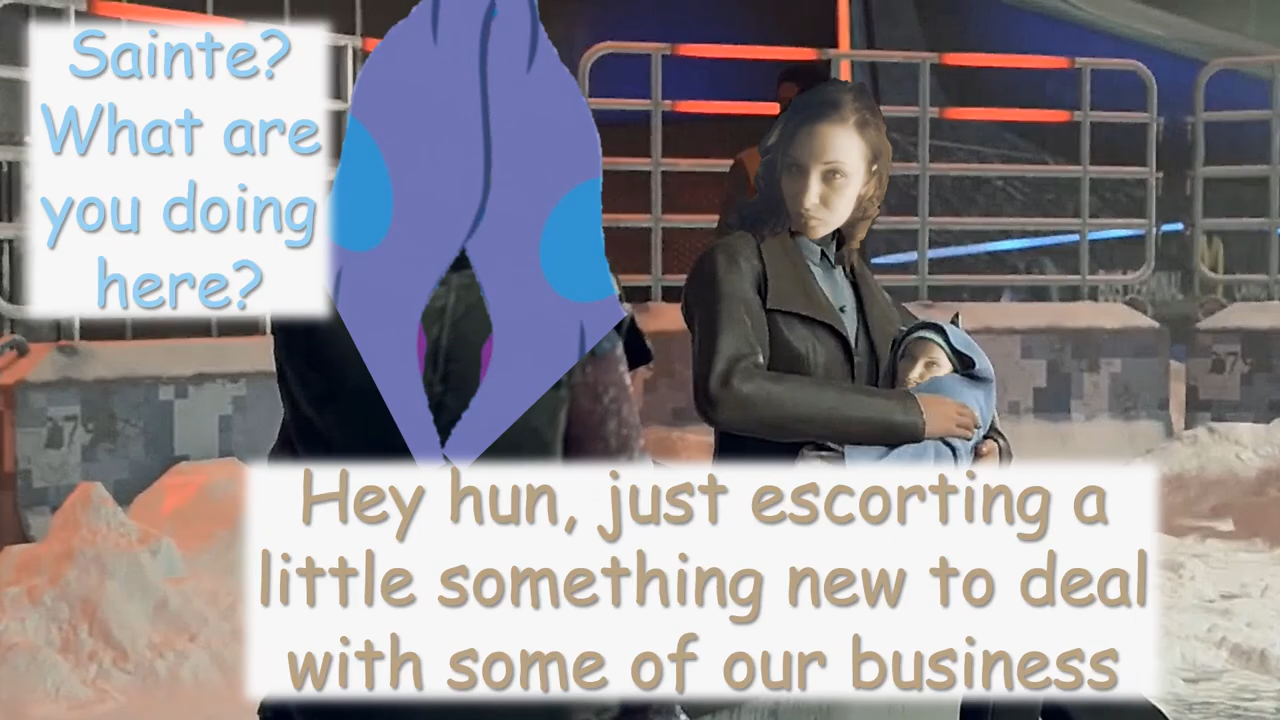 Sainte?
What are
you doing
here?
Hey hun, just escorting a
little something new to deal
with some of our business